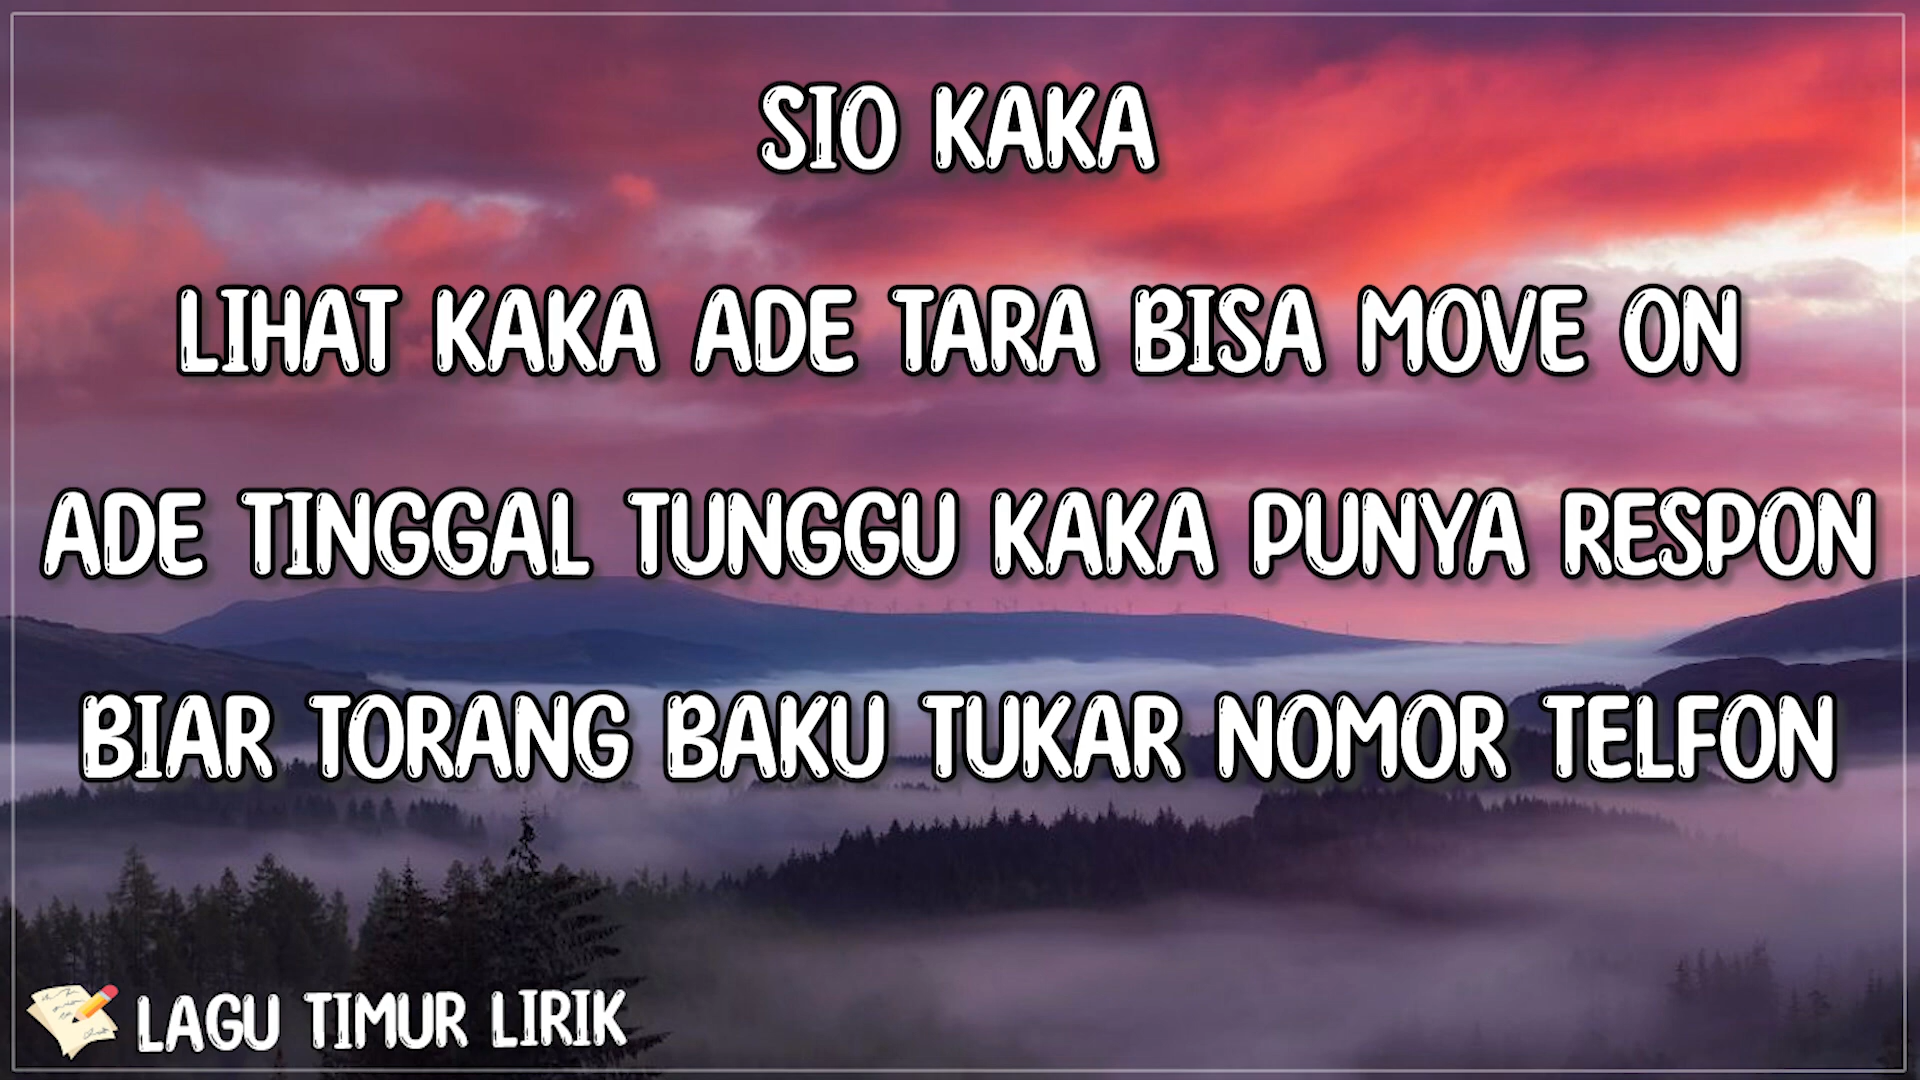 SIO KAKA
LIHAT KAKA ADE TARA BISA MOVE ON
ADE TINGGAL TUNGGU KAKA PUNYA RESPON
BIAR TORANG BAKU TUKAR NOMOR TELFON
LAGU TIMUR LIRIK